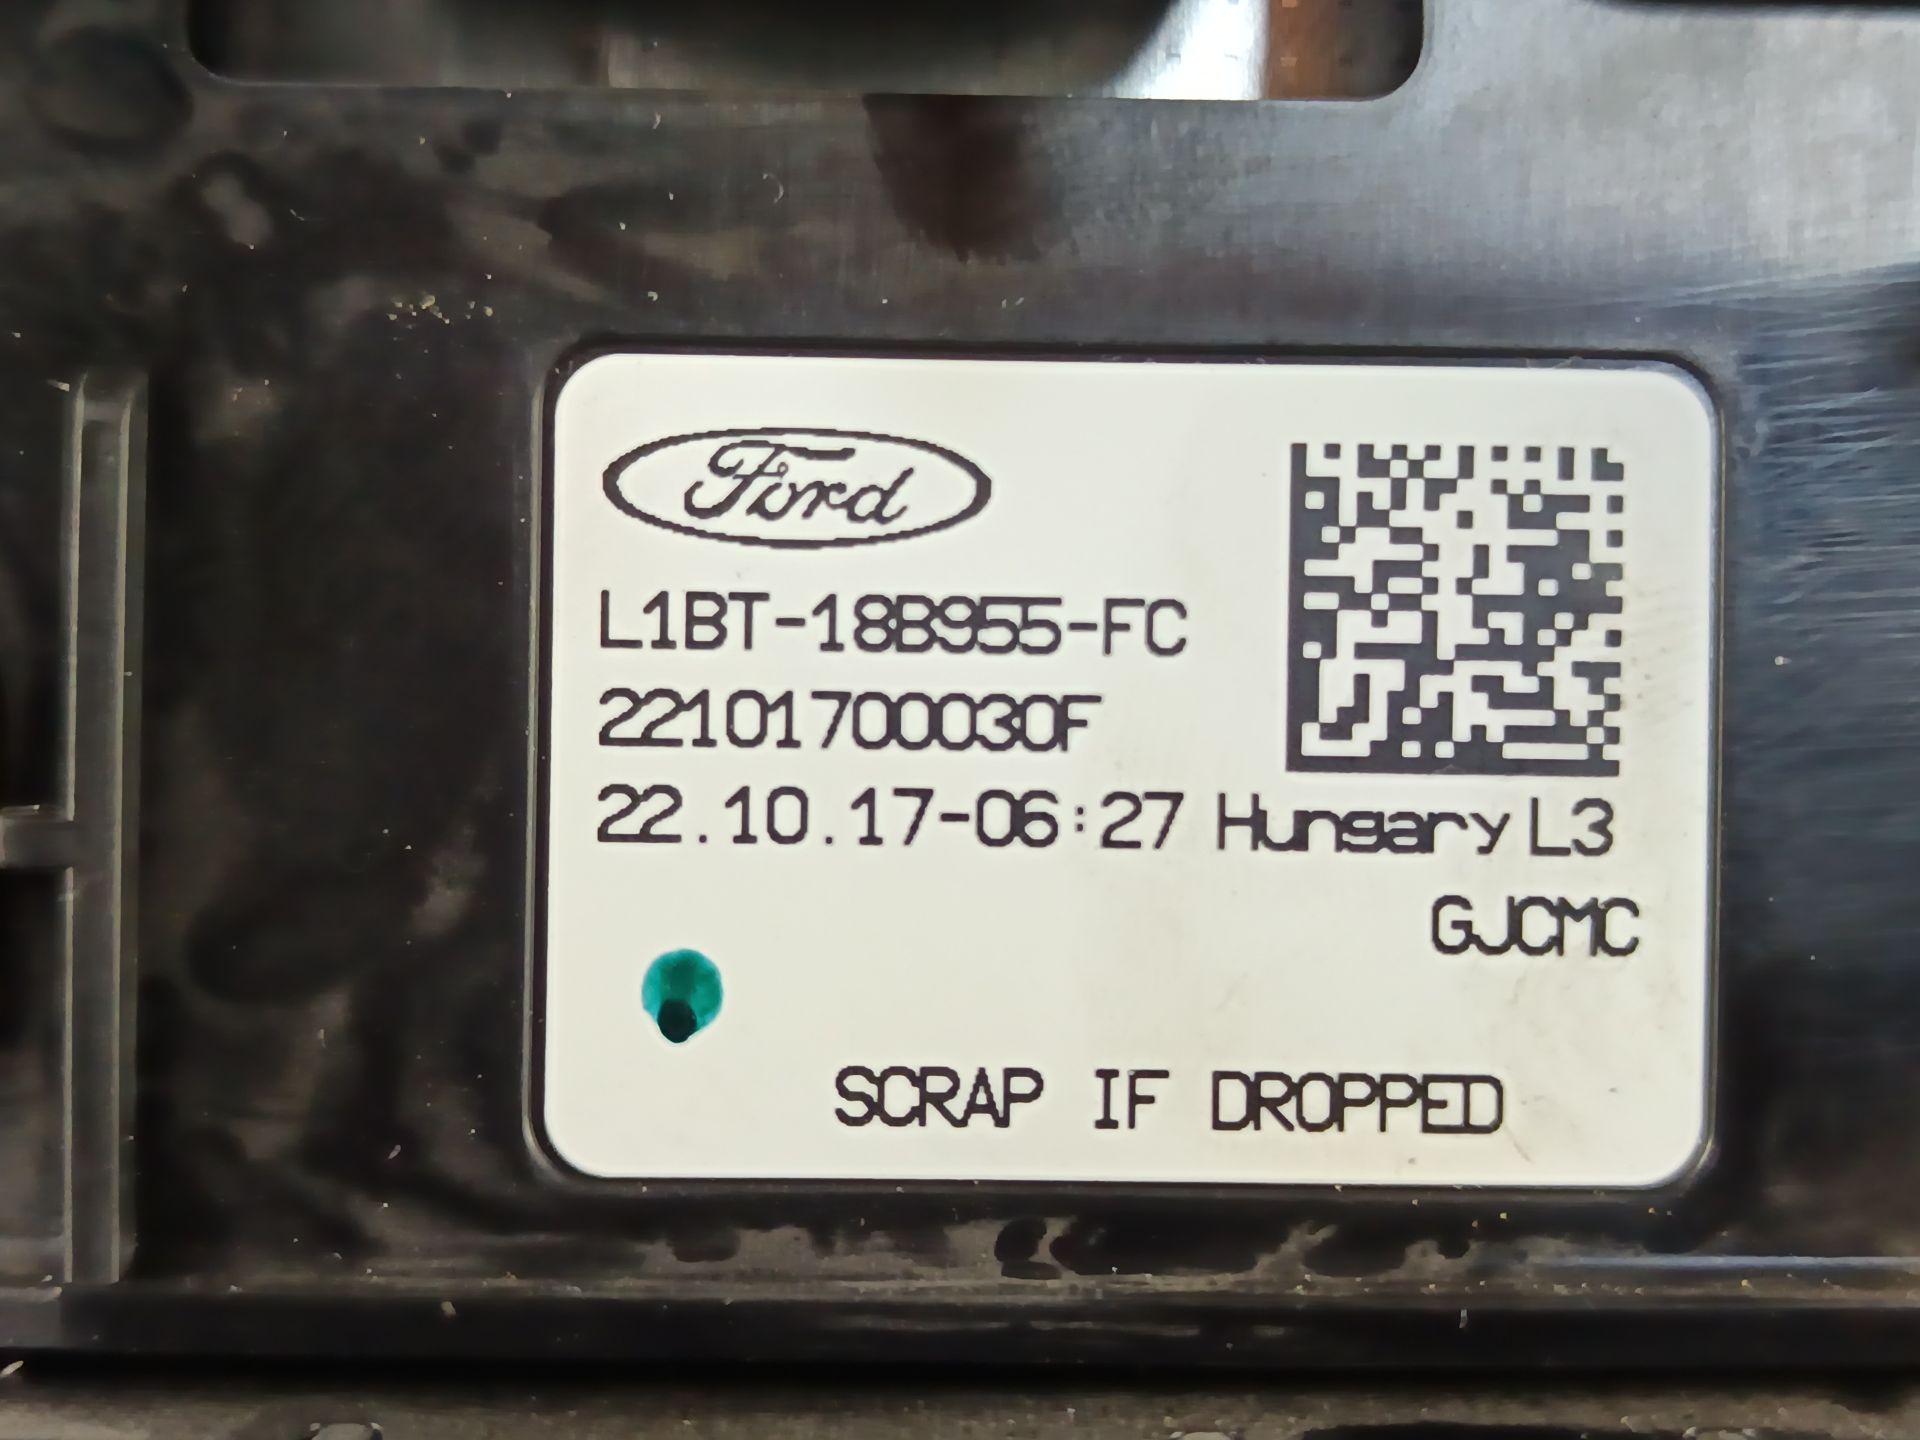 Ford
L1BT-18B955-FC
22101700030F
22.10.17-06:27 Hungary L3
GJCMC
SCRAP IF DROPPED